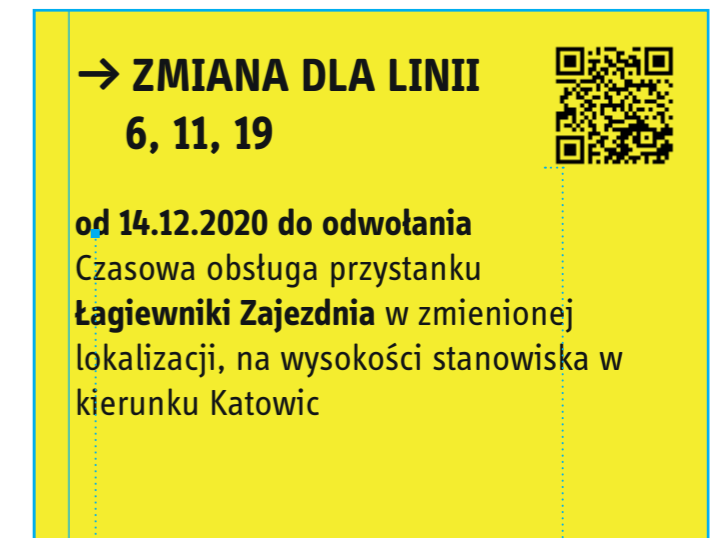 → ZMIANA DLA LINII
6, 11, 19
od 14.12.2020 do odwołania
Czasowa obsługa przystanku
Łagiewniki Zajezdnia w zmienionej
lokalizacji, na wysokości stanowiska w
kierunku Katowic